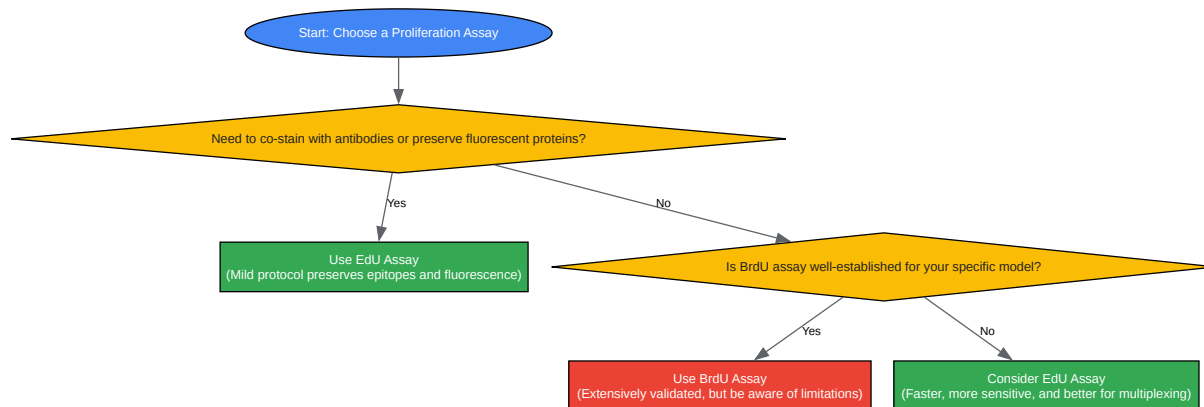 Start: Choose a Proliferation Assay
Need to co-stain with antibodies or preserve fluorescent proteins?
Yes
No
Use EdU Assay
(Mild protocol preserves epitopes and fluorescence)
Is BrdU assay well-established for your specific model?
Yes
No
Use BrdU Assay
(Extensively validated, but be aware of limitations)
Consider EdU Assay
(Faster, more sensitive, and better for multiplexing)